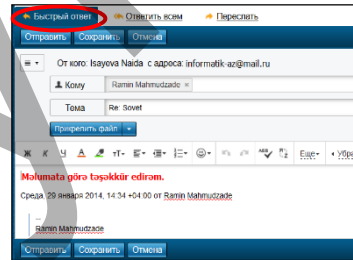 Быстрый ответ Ответить всем Переслать
Отправить Сохранить Отмена
От кого: Isayeva Naida с адреса: informatik-az@mail.ru
Кому Ramin Mahmudzade ×
Тема Re: Sovet
Прикрепить файл
Ж К Ч А тТ- Еще
Məlumata görə təşəkkür edirəm.
Среда, 29 января 2014, 14:34 +04:00 от Ramin Mahmudzade
--
Ramin Mahmudzade
Отправить Сохранить Отмена